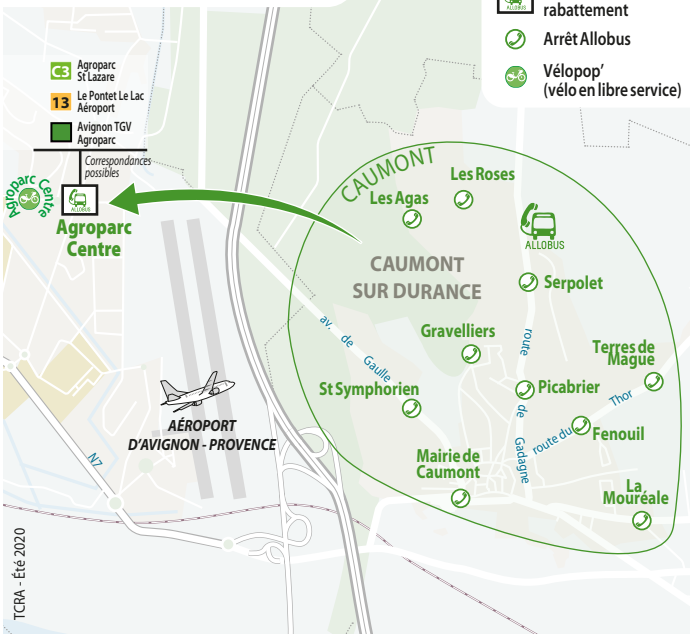 rabattement
ALLOBUS
Arrêt Allobus
Vélopop'
(vélo en libre service)
C3
Agroparc
St Lazare
13
Le Pontet Le Lac
Aéroport
Avignon TGV
Agroparc
Correspondances
possibles
Agroparc Centre
ALLOBUS
Agroparc
Centre
CAUMONT
Les Roses
Les Agas
ALLOBUS
CAUMONT
SUR DURANCE
Serpolet
Gravelliers
av. de Gaulle
route de Gadagne
Terres de
Mague
St Symphorien
Picabrier
route du Thor
Fenouil
AÉROPORT
D'AVIGNON - PROVENCE
Mairie de
Caumont
La
Mouréale
N7
TCRA - Été 2020